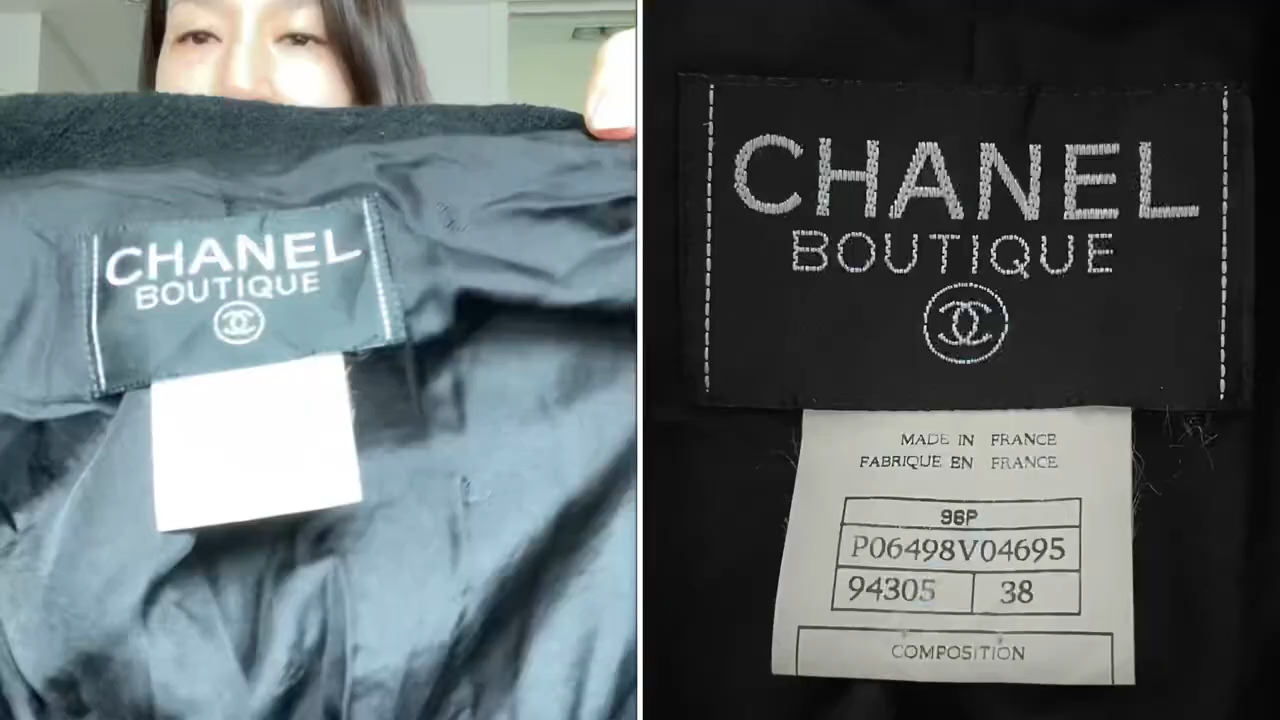 CHANEL
BOUTIQUE
CHANEL
BOUTIQUE
MADE IN FRANCE
FABRIQUE EN FRANCE
96P
P06498V04695
94305 38
COMPOSITION